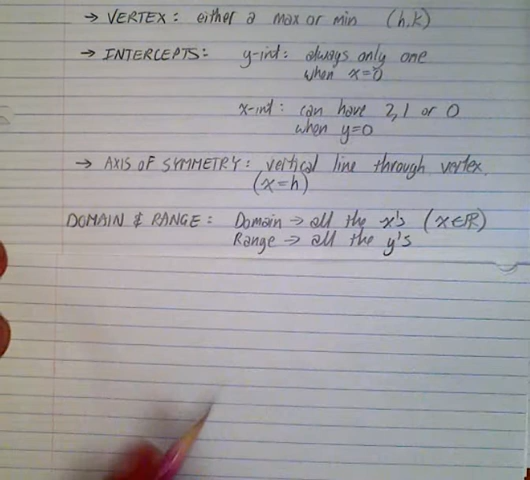 → VERTEX: either a max or min (h,k)
→ INTERCEPTS: y-int: always only one
when x=0
x-int: can have 2,1 or 0
when y=0
→ AXIS OF SYMMETRY: vertical line through vertex.
(x=h)
DOMAIN & RANGE: Domain → all the x's (x∈ℝ)
Range → all the y's